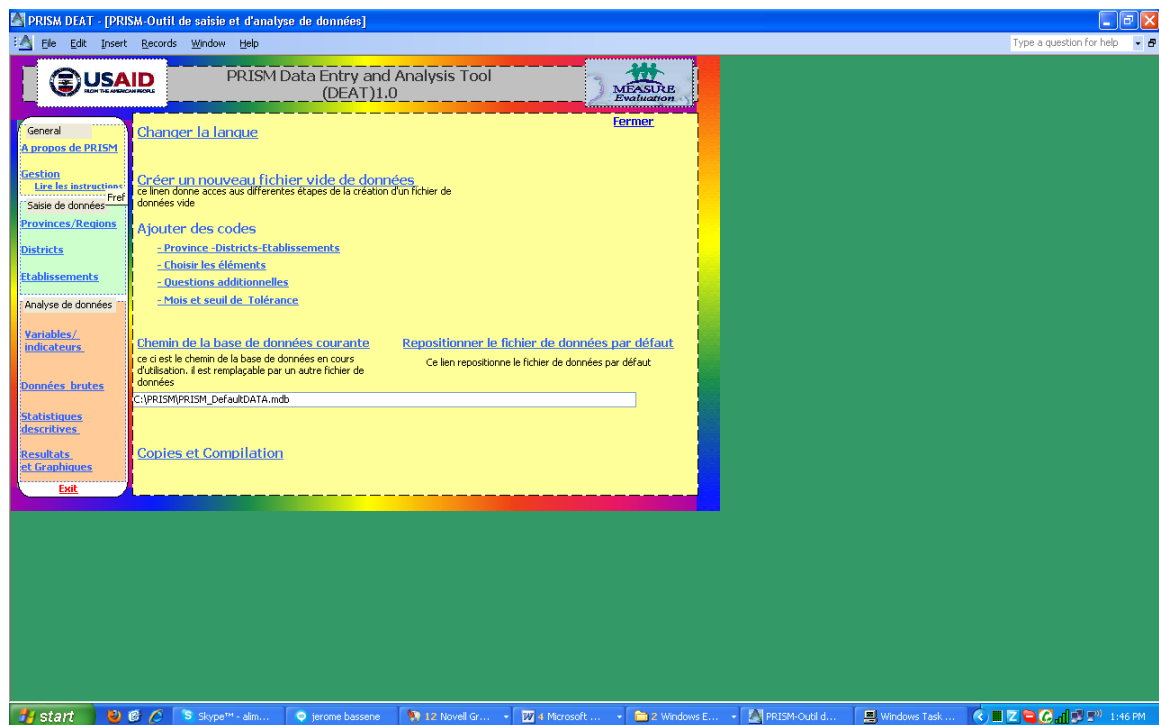 PRISM DEAT - [PRISM-Outil de saisie et d'analyse de données]
File Edit Insert Records Window Help
Type a question for help
USAID
FROM THE AMERICAN PEOPLE
PRISM Data Entry and Analysis Tool
(DEAT)1.0
MEASURE
Evaluation
Fermer
General
A propos de PRISM
Gestion
Lire les instructions
Fref
Saisie de données
Provinces/Regions
Districts
Etablissements
Analyse de données
Variables/
indicateurs
Données brutes
Statistiques
descritives
Resultats
et Graphiques
Exit
Changer la langue
Créer un nouveau fichier vide de données
ce linen donne acces aus differentes étapes de la création d'un fichier de
données vide
Ajouter des codes
- Province -Districts-Etablissements
- Choisir les éléments
- Questions additionnelles
- Mois et seuil de Tolérance
Chemin de la base de données courante
ce ci est le chemin de la base de données en cours
d'utilisation. il est remplaçable par un autre fichier de
données
Repositionner le fichier de données par défaut
Ce lien repositionne le fichier de données par défaut
C:\PRISM\PRISM_DefaultDATA.mdb
Copies et Compilation
start
Skype™ - alim...
jerome bassene
12 Novell Gr...
4 Microsoft ...
2 Windows E...
PRISM-Outil d...
Windows Task ...
1:46 PM